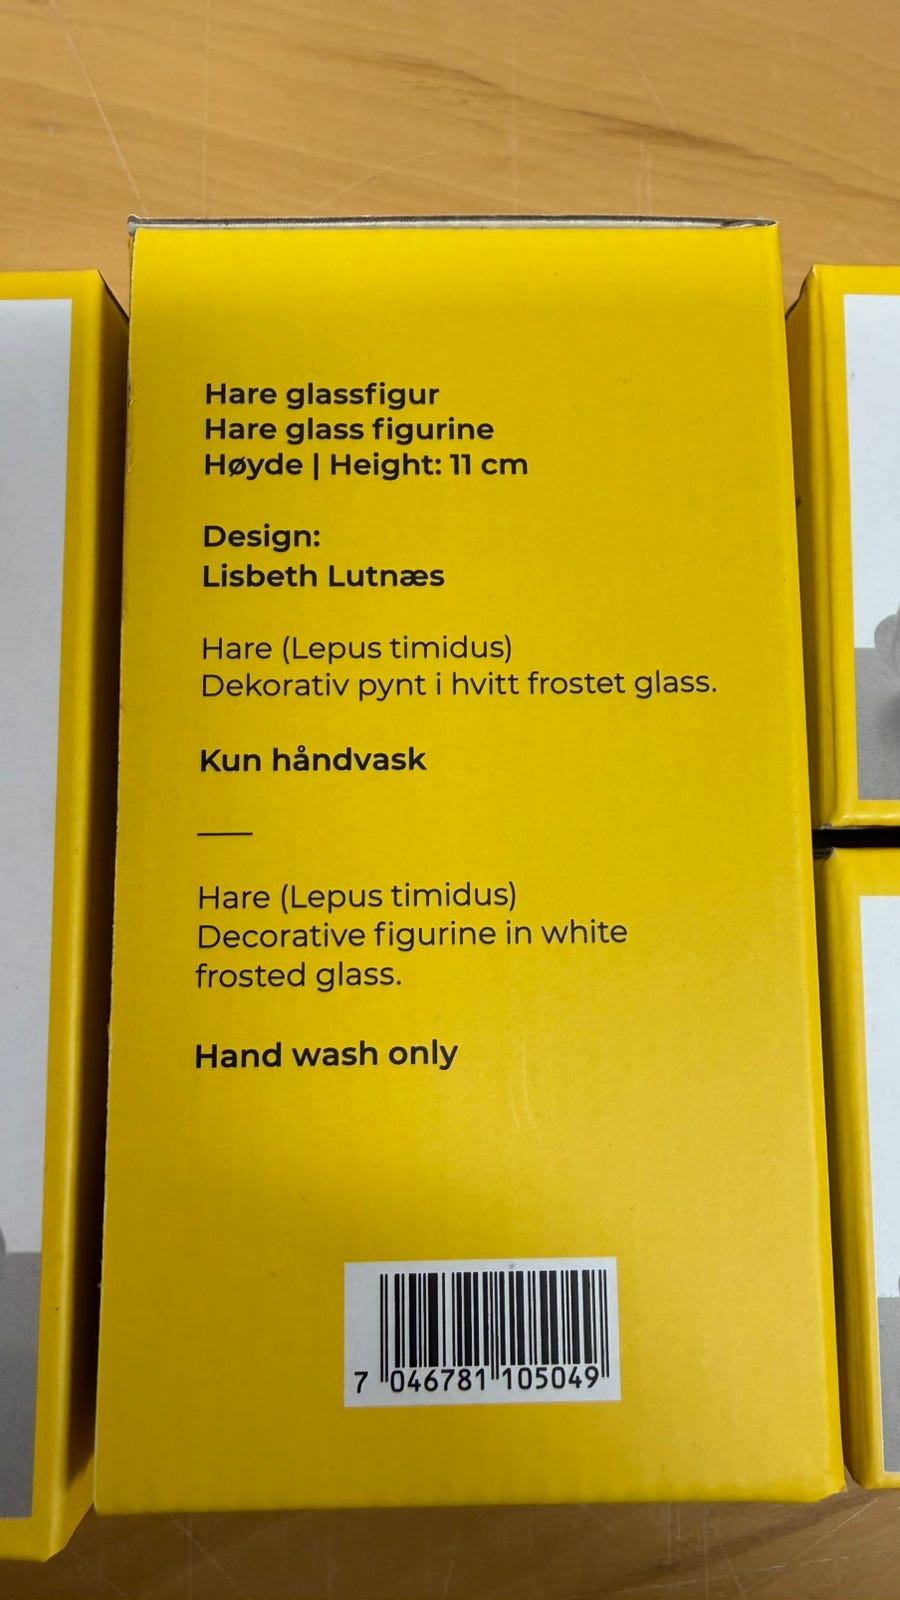 Hare glassfigur
Hare glass figurine
Høyde | Height: 11 cm
Design:
Lisbeth Lutnæs
Hare (Lepus timidus)
Dekorativ pynt i hvitt frostet glass.
Kun håndvask
Hare (Lepus timidus)
Decorative figurine in white
frosted glass.
Hand wash only
7 046781 105049